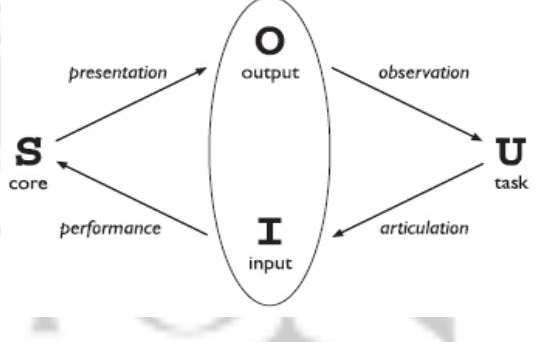 O
output
presentation
observation
S
core
U
task
performance
articulation
I
input